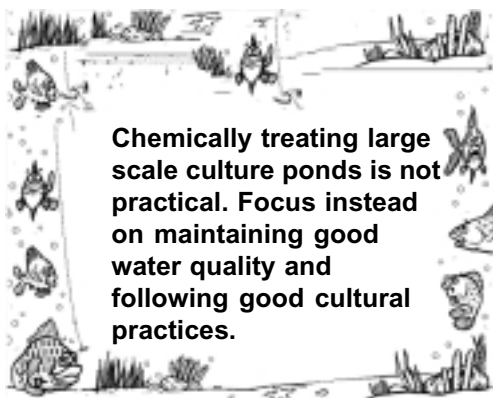 Chemically treating large
scale culture ponds is not
practical. Focus instead
on maintaining good
water quality and
following good cultural
practices.